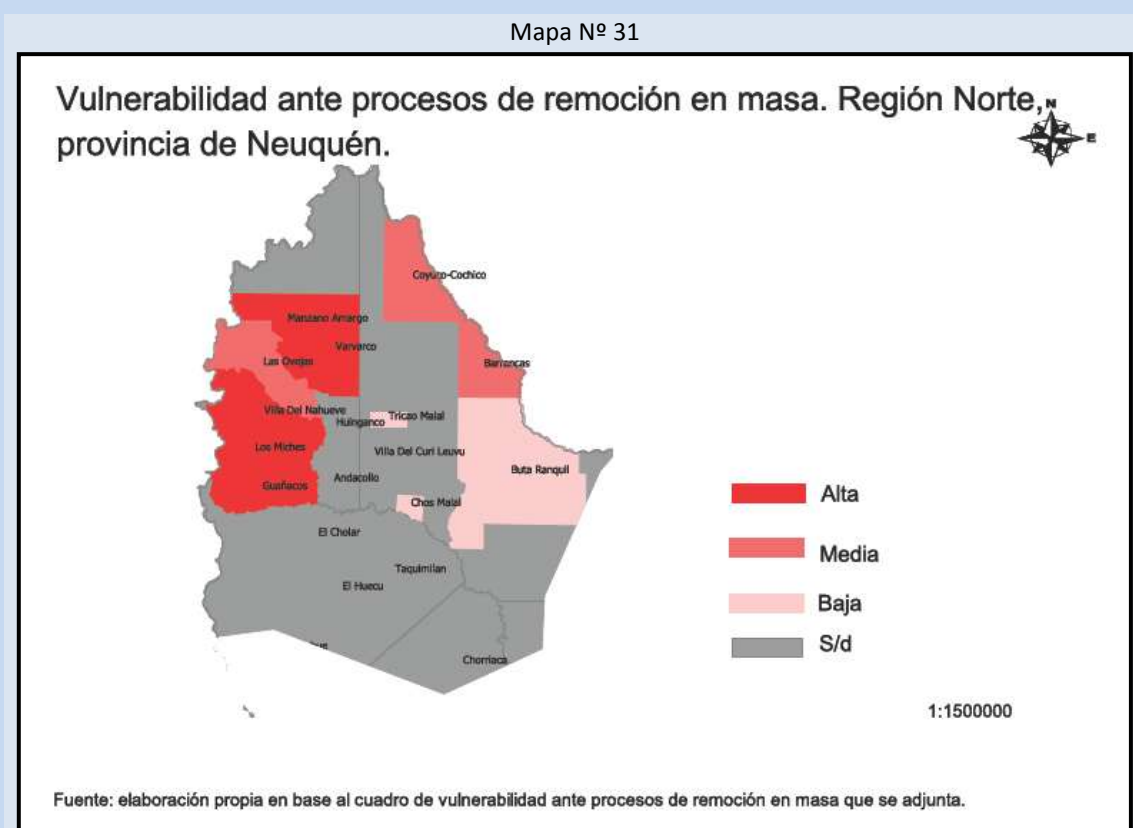 Mapa Nº 31
Vulnerabilidad ante procesos de remoción en masa. Región Norte,
provincia de Neuquén.
N
E
Coyuco-Cochico
Manzano Amargo
Varvarco
Las Ovejas
Barrancas
Villa Del Nahueve
Huinganco
Tricao Malal
Los Miches
Villa Del Curi Leuvu
Buta Ranquil
Guañacos
Andacollo
Chos Malal
El Cholar
Taquimilan
El Huecu
Chorriaca
Alta
Media
Baja
S/d
1:1500000
Fuente: elaboración propia en base al cuadro de vulnerabilidad ante procesos de remoción en masa que se adjunta.